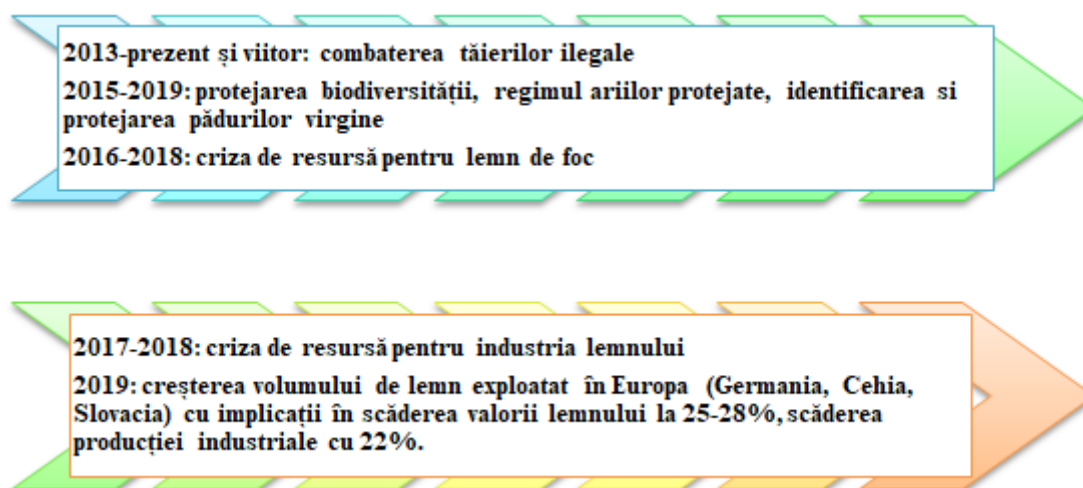 2013-prezent și viitor: combaterea tăierilor ilegale
2015-2019: protejarea biodiversității, regimul ariilor protejate, identificarea si
protejarea pădurilor virgine
2016-2018: criza de resursă pentru lemn de foc
2017-2018: criza de resursă pentru industria lemnului
2019: creșterea volumului de lemn exploatat în Europa (Germania, Cehia,
Slovacia) cu implicații în scăderea valorii lemnului la 25-28%, scăderea
producției industriale cu 22%.